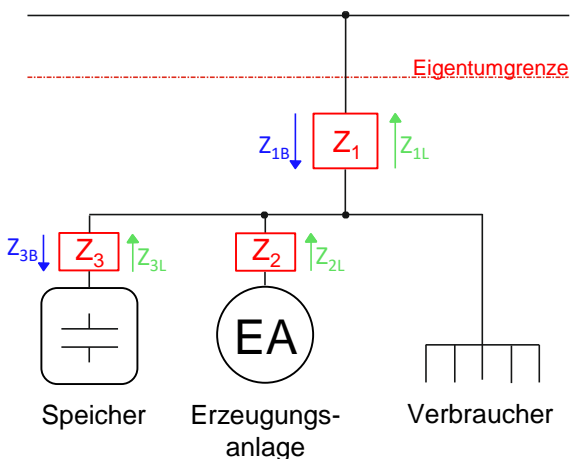 Eigentumgrenze
Z1B Z1 Z1L
Z3B Z3 Z3L Z2 Z2L
EA
Speicher Erzeugungs- Verbraucher
anlage